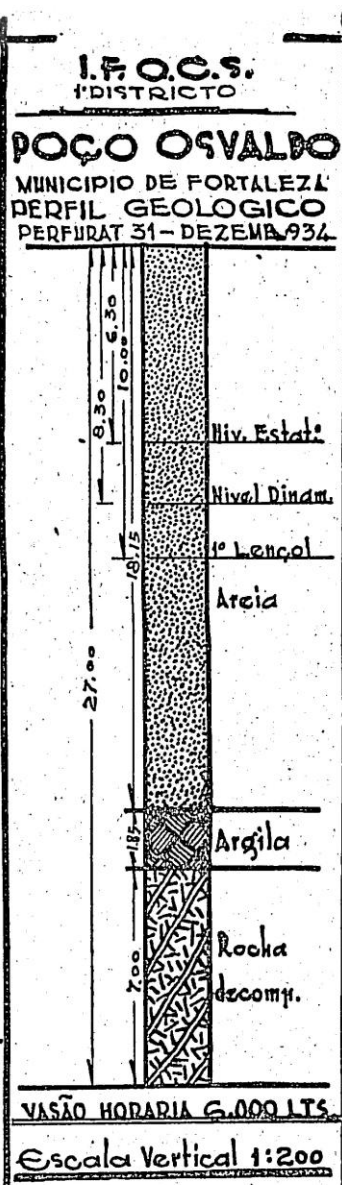 I.F.O.C.S.
1º DISTRICTO
POÇO OSVALDO
MUNICIPIO DE FORTALEZA
PERFIL GEOLOGICO
PERFURAT 31-DEZEMB.934
6.30
10.00
8.30
Niv. Estat.
Nivel Dinam.
1º Lençol
18.15
Areia
27.00
1.85
Argila
7.00
Rocha
decomp.
VASÃO HORARIA 6.000 LTS.
Escala Vertical 1:200